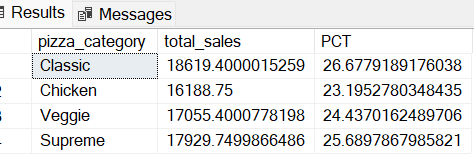 Results Messages
pizza_category total_sales PCT
Classic 18619.4000015259 26.6779189176038
Chicken 16188.75 23.1952780348435
Veggie 17055.4000778198 24.4370162489706
Supreme 17929.7499866486 25.6897867985821